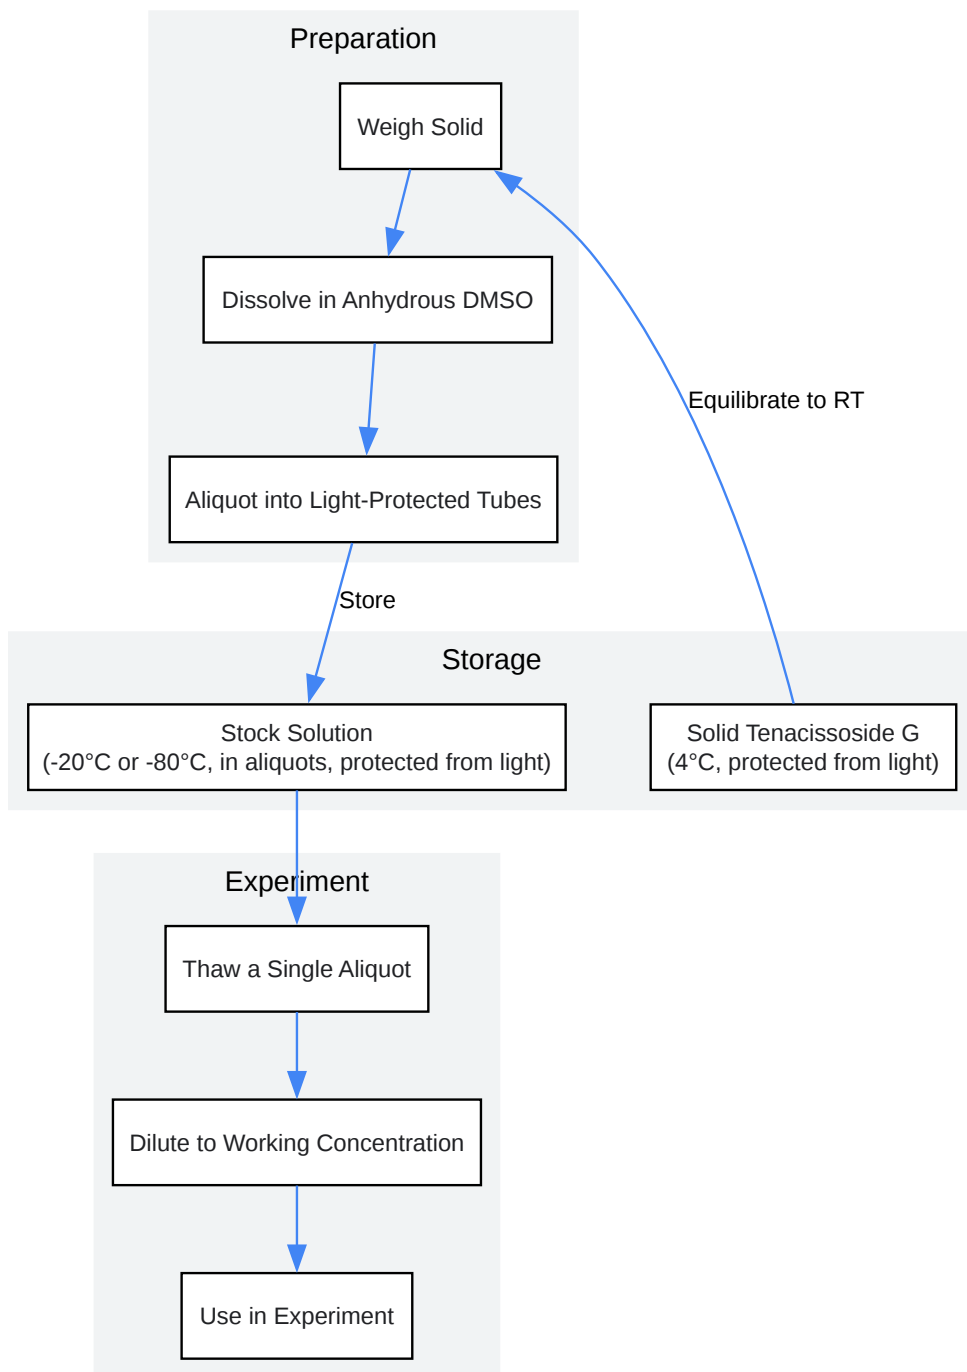 Preparation
Weigh Solid
Dissolve in Anhydrous DMSO
Equilibrate to RT
Aliquot into Light-Protected Tubes
Store
Storage
Stock Solution
(-20°C or -80°C, in aliquots, protected from light)
Solid Tenacissoside G
(4°C, protected from light)
Experiment
Thaw a Single Aliquot
Dilute to Working Concentration
Use in Experiment